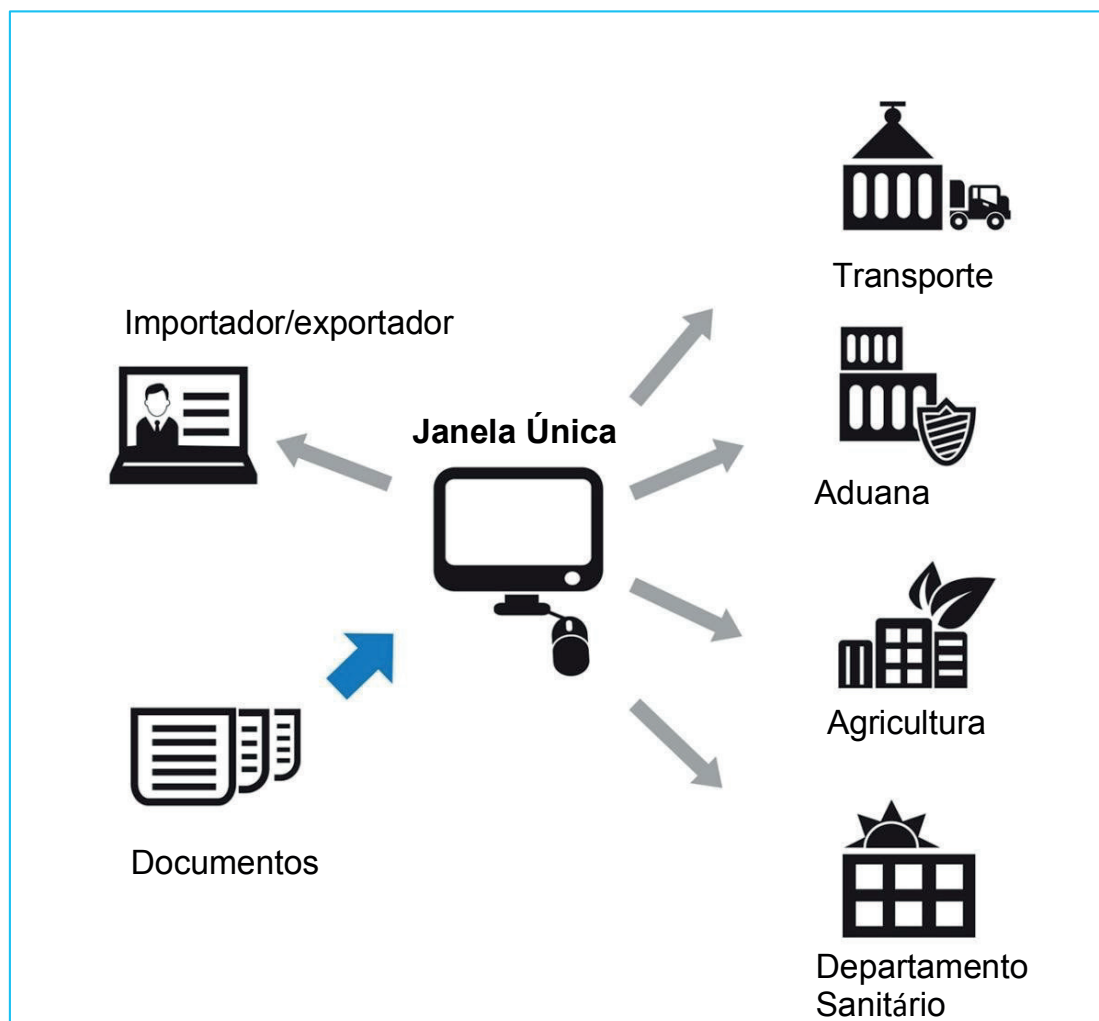 Transporte
Importador/exportador
Janela Única
Aduana
Agricultura
Documentos
Departamento
Sanitário